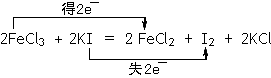 得2e⁻
2FeCl₃ + 2KI = 2 FeCl₂ + I₂ + 2KCl
失2e⁻